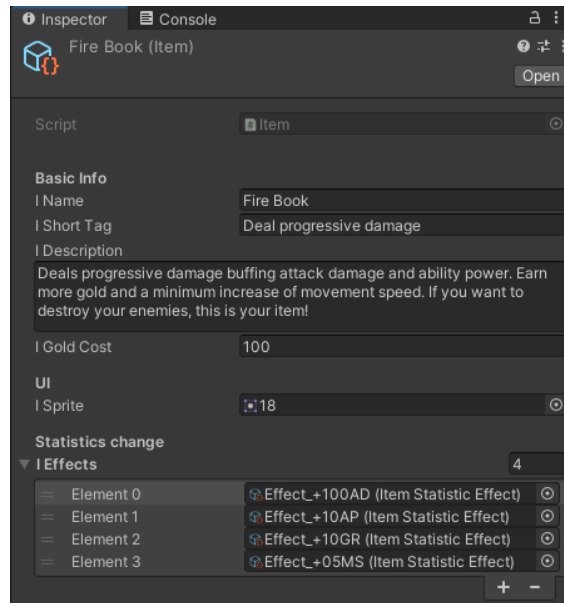 Inspector Console
Fire Book (Item)
Open
Script Item
Basic Info
I Name Fire Book
I Short Tag Deal progressive damage
I Description
Deals progressive damage buffing attack damage and ability power. Earn
more gold and a minimum increase of movement speed. If you want to
destroy your enemies, this is your item!
I Gold Cost 100
UI
I Sprite 18
Statistics change
I Effects 4
Element 0 Effect_+100AD (Item Statistic Effect)
Element 1 Effect_+10AP (Item Statistic Effect)
Element 2 Effect_+10GR (Item Statistic Effect)
Element 3 Effect_+05MS (Item Statistic Effect)
+ −